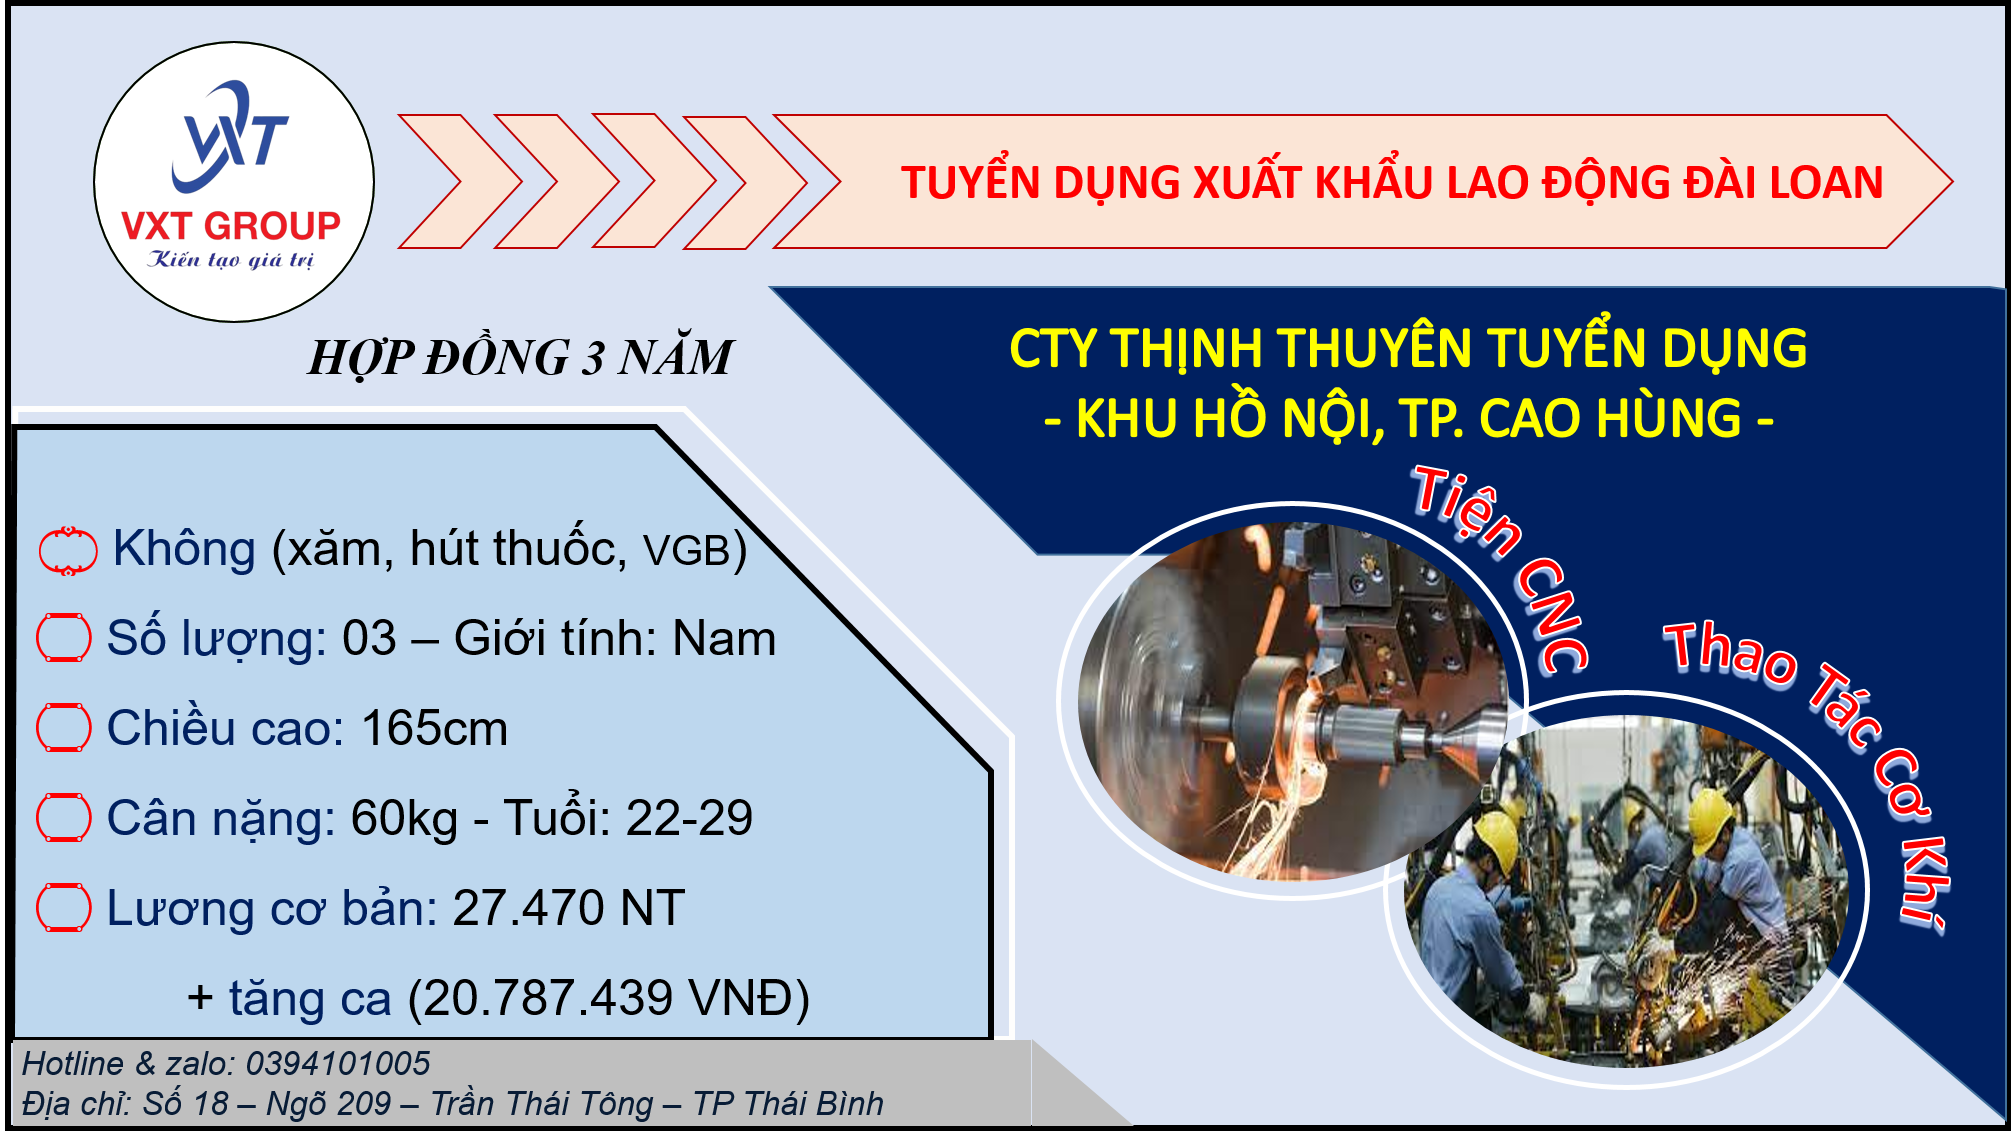 VXT
VXT GROUP
Kiến tạo giá trị
TUYỂN DỤNG XUẤT KHẨU LAO ĐỘNG ĐÀI LOAN
HỢP ĐỒNG 3 NĂM
CTY THỊNH THUYÊN TUYỂN DỤNG
- KHU HỒ NỘI, TP. CAO HÙNG -
Tiện CNC
Thao Tác Cơ Khí
Không (xăm, hút thuốc, VGB)
Số lượng: 03 – Giới tính: Nam
Chiều cao: 165cm
Cân nặng: 60kg - Tuổi: 22-29
Lương cơ bản: 27.470 NT
+ tăng ca (20.787.439 VNĐ)
Hotline & zalo: 0394101005
Địa chỉ: Số 18 – Ngõ 209 – Trần Thái Tông – TP Thái Bình